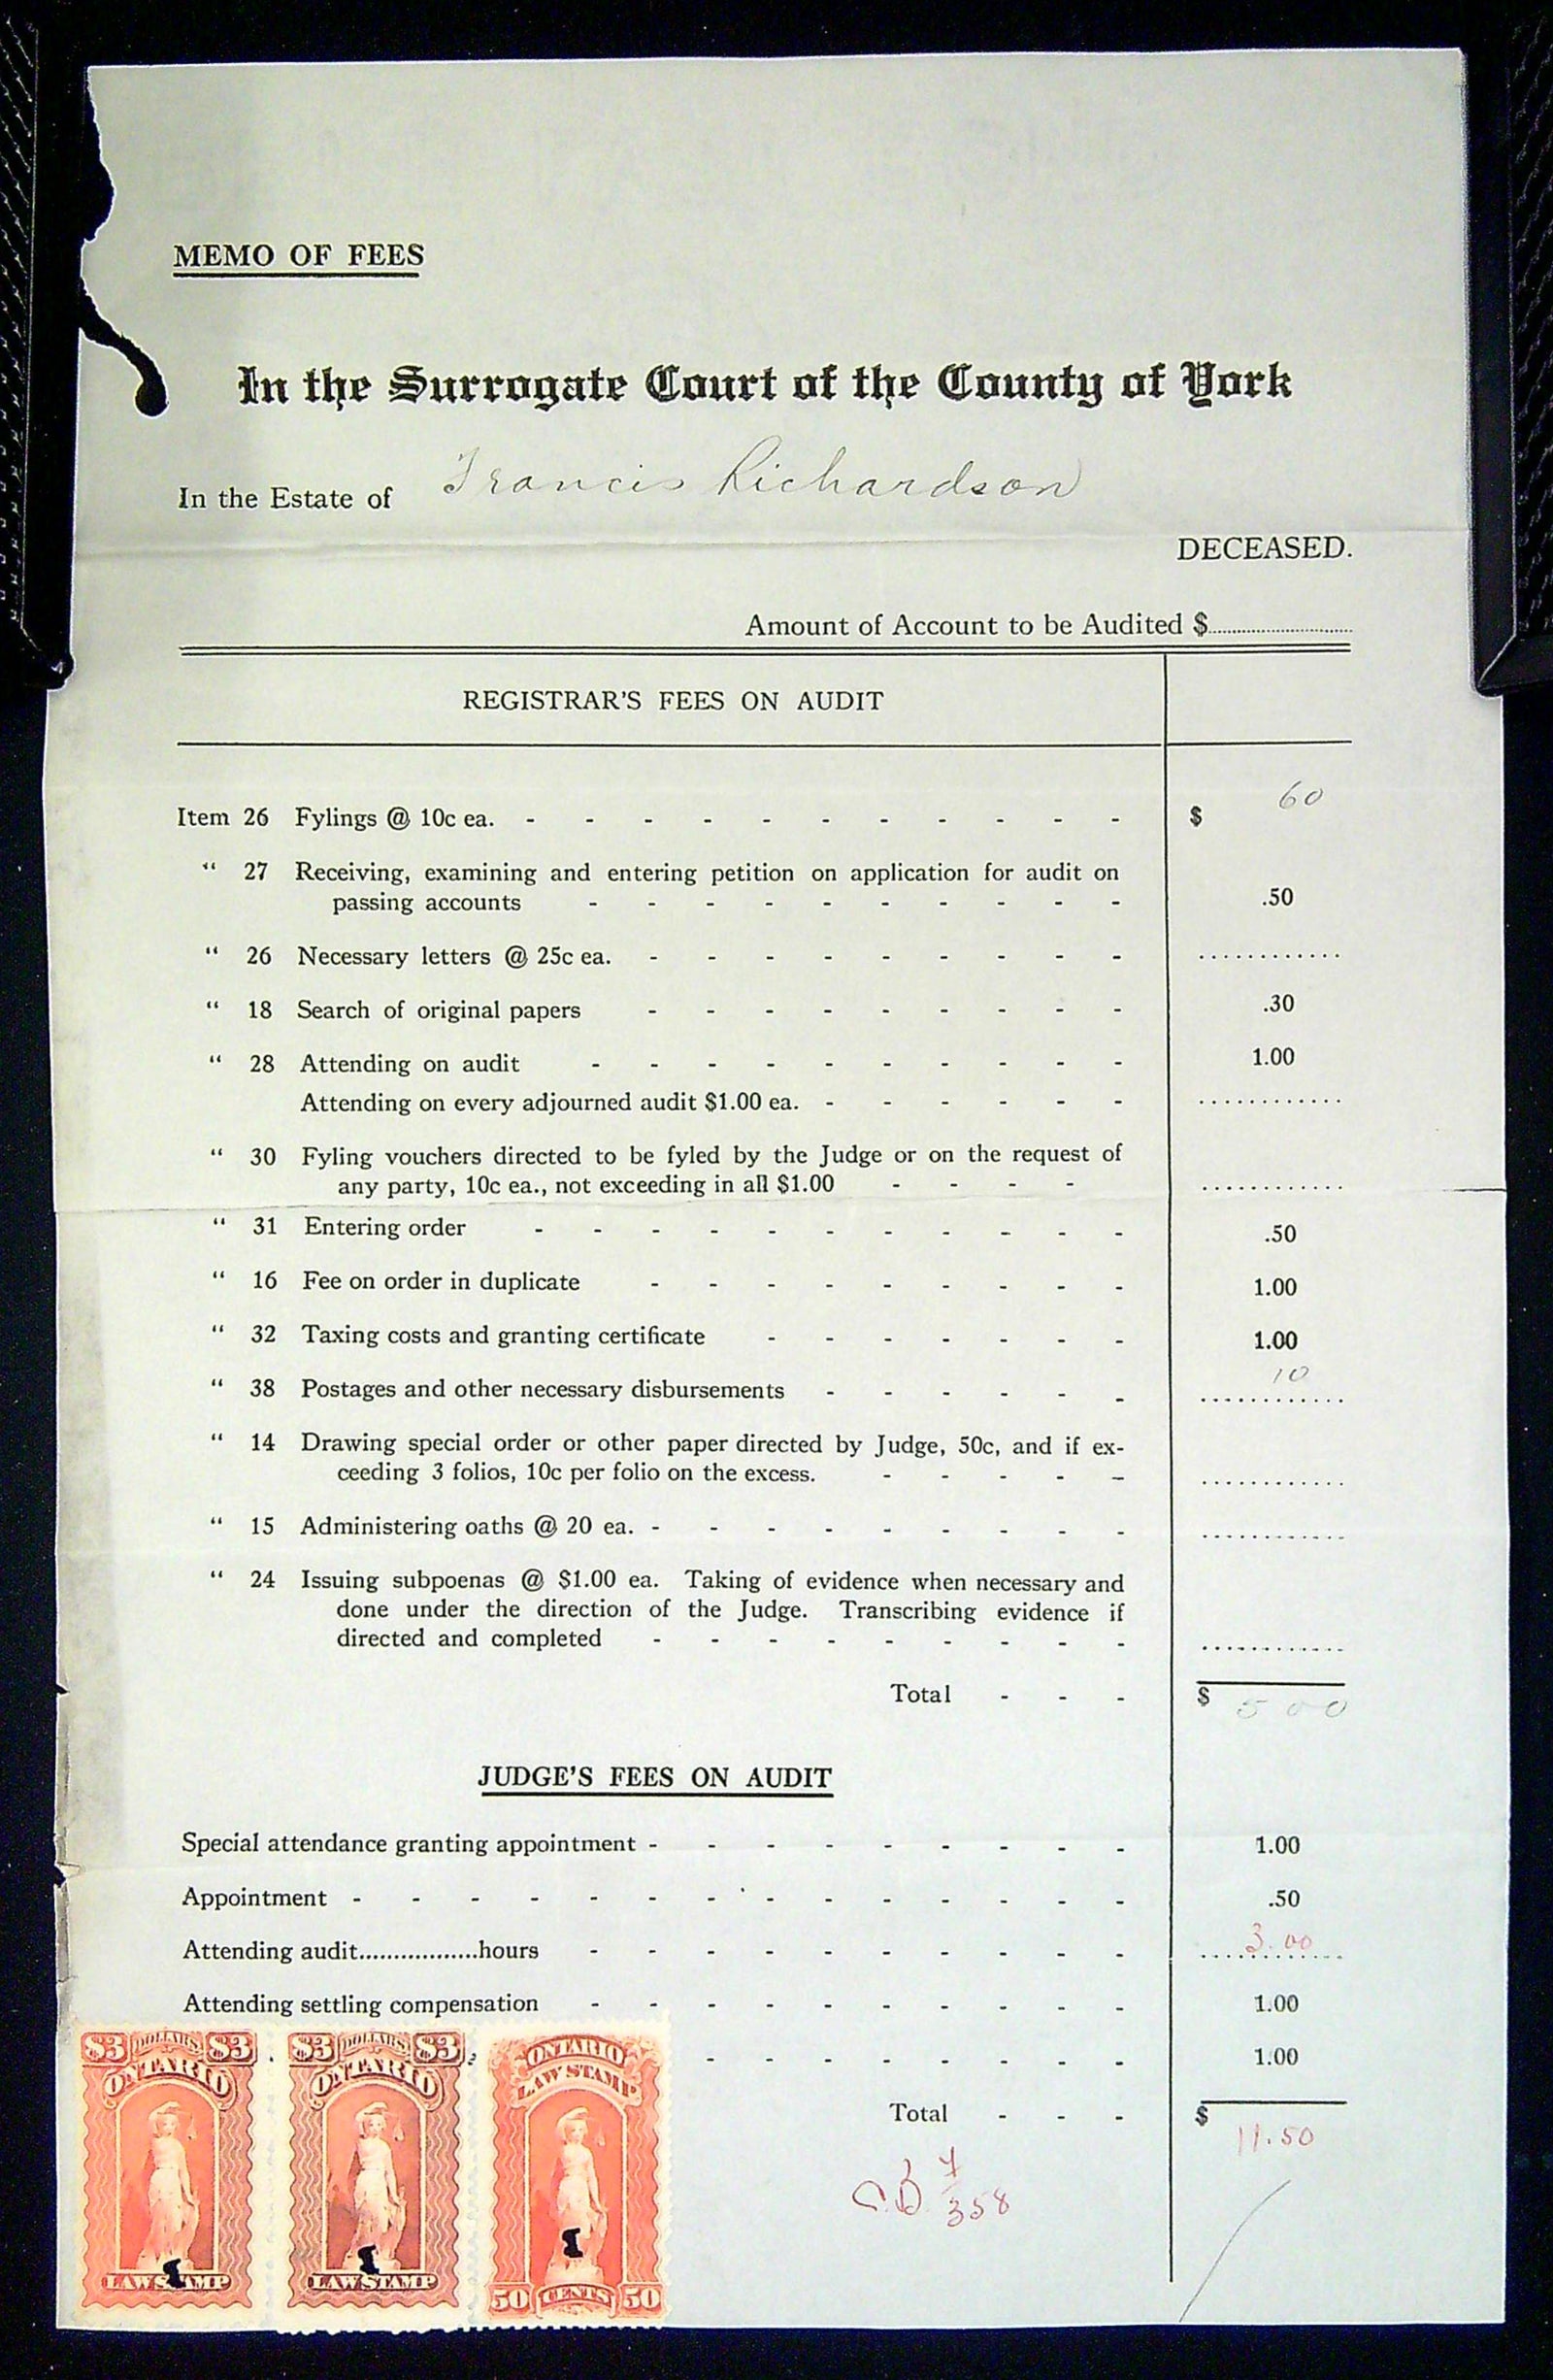 MEMO OF FEES
In the Surrogate Court of the County of York
In the Estate of Francis Richardson
DECEASED.
Amount of Account to be Audited $..............................
REGISTRAR'S FEES ON AUDIT
Item 26 Fylings @ 10c ea. - - - - - - - - - - - $ 60
" 27 Receiving, examining and entering petition on application for audit on
passing accounts - - - - - - - - - - .50
" 26 Necessary letters @ 25c ea. - - - - - - - - - ............
" 18 Search of original papers - - - - - - - - - .30
" 28 Attending on audit - - - - - - - - - - 1.00
Attending on every adjourned audit $1.00 ea. - - - - - - ............
" 30 Fyling vouchers directed to be fyled by the Judge or on the request of
any party, 10c ea., not exceeding in all $1.00 - - - - ............
" 31 Entering order - - - - - - - - - - - .50
" 16 Fee on order in duplicate - - - - - - - - - 1.00
" 32 Taxing costs and granting certificate - - - - - - - 1.00
" 38 Postages and other necessary disbursements - - - - - - 10
" 14 Drawing special order or other paper directed by Judge, 50c, and if ex-
ceeding 3 folios, 10c per folio on the excess. - - - - - ............
" 15 Administering oaths @ 20 ea. - - - - - - - - - ............
" 24 Issuing subpoenas @ $1.00 ea. Taking of evidence when necessary and
done under the direction of the Judge. Transcribing evidence if
directed and completed - - - - - - - - - ............
Total - - - $ 5 00
JUDGE'S FEES ON AUDIT
Special attendance granting appointment - - - - - - - - - 1.00
Appointment - - - - - - - - - - - - - - .50
Attending audit.................hours - - - - - - - - - - 3.00
Attending settling compensation - - - - - - - - - - 1.00
- - - - - - - - 1.00
Total - - - $ 11.50
$3 DOLLARS $3
ONTARIO
LAW STAMP
$3 DOLLARS $3
ONTARIO
LAW STAMP
ONTARIO
LAW STAMP
50 CENTS 50
C.B. 358